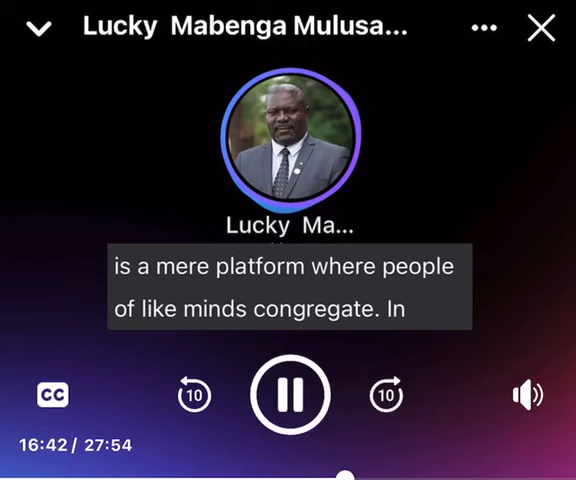 Lucky Mabenga Mulusa...
Lucky Ma...
is a mere platform where people
of like minds congregate. In
CC
10
10
16:42 / 27:54